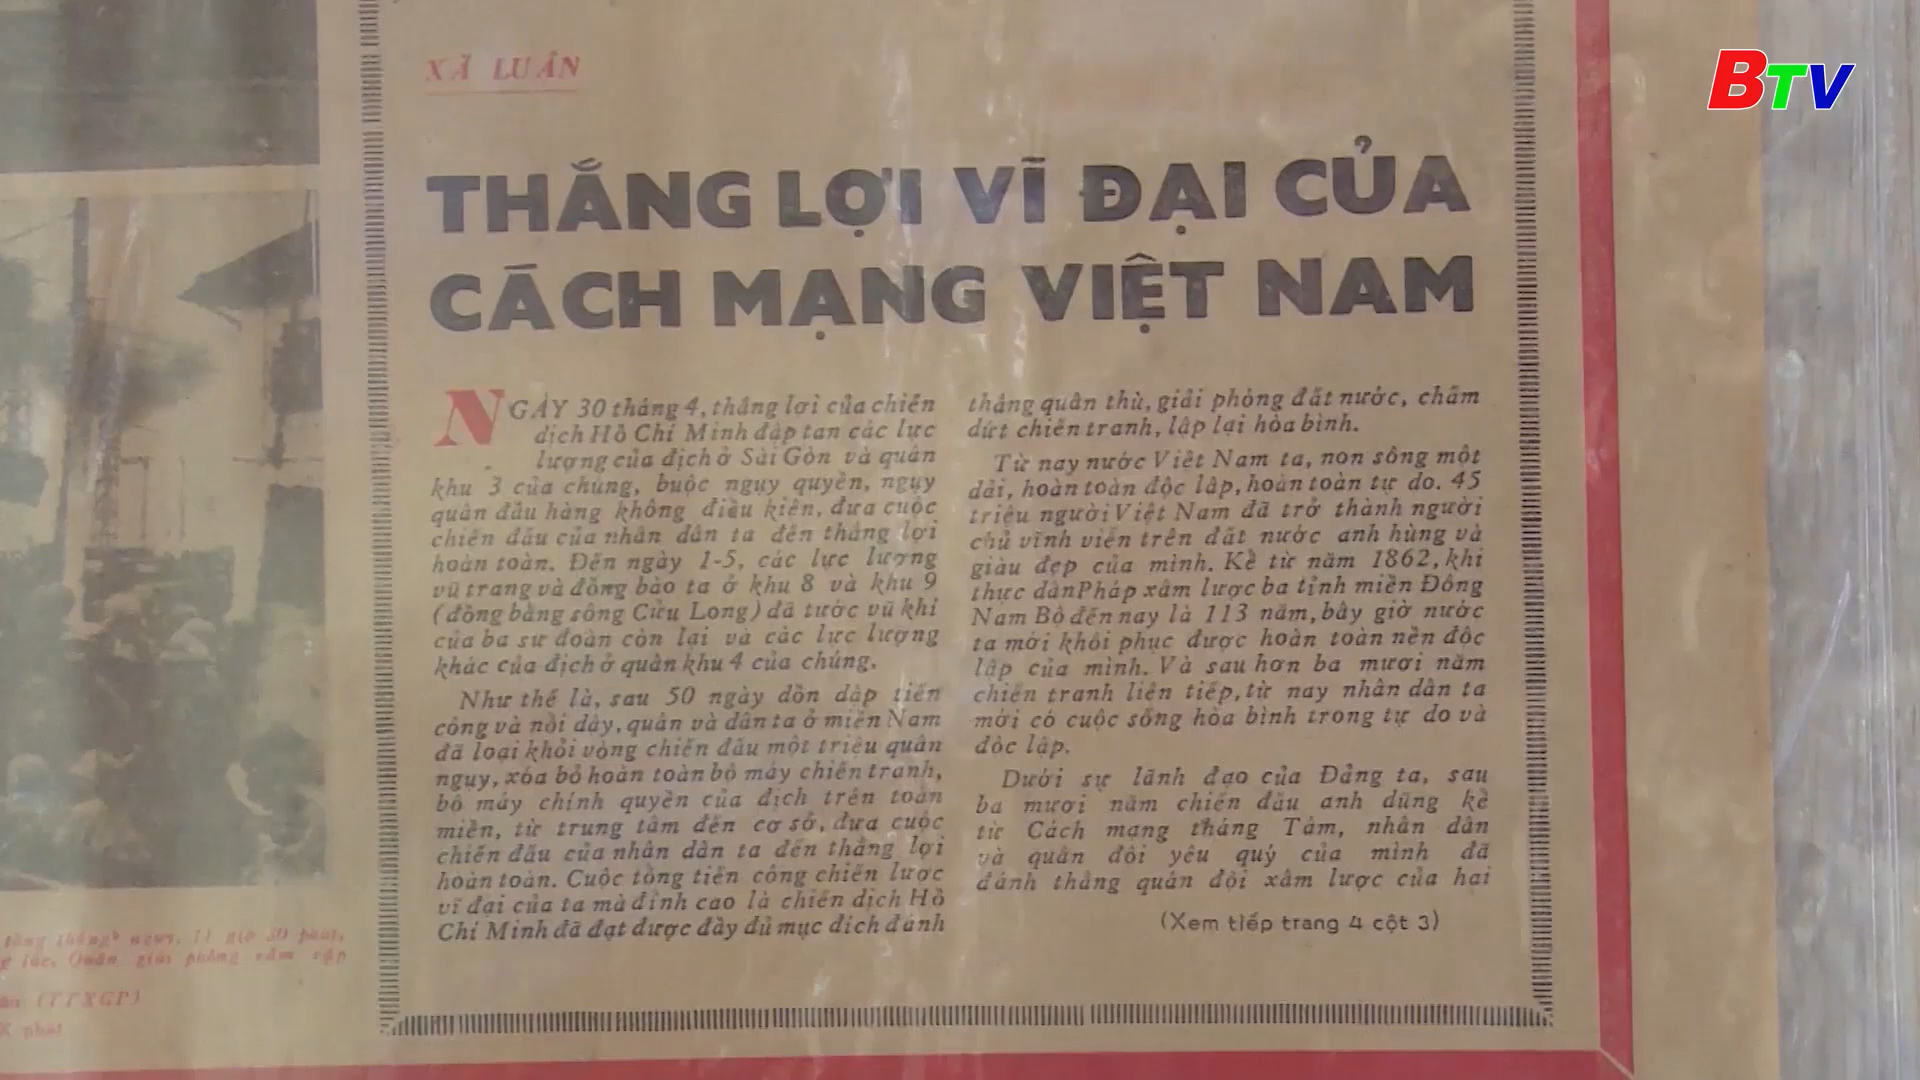 BTV
XÃ LUẬN
THẮNG LỢI VĨ ĐẠI CỦA
CÁCH MẠNG VIỆT NAM
NGÀY 30 tháng 4, thắng lợi của chiến
dịch Hồ Chí Minh đập tan các lực
lượng của địch ở Sài Gòn và quân
khu 3 của chúng, buộc ngụy quyền, ngụy
quân đầu hàng không điều kiện, đưa cuộc
chiến đấu của nhân dân ta đến thắng lợi
hoàn toàn. Đến ngày 1-5, các lực lượng
vũ trang và đồng bào ta ở khu 8 và khu 9
(đồng bằng sông Cửu Long) đã tước vũ khí
của ba sư đoàn còn lại và các lực lượng
khác của địch ở quân khu 4 của chúng.
Như thế là, sau 50 ngày dồn dập tiến
công và nổi dậy, quân và dân ta ở miền Nam
đã loại khỏi vòng chiến đấu một triệu quân
ngụy, xóa bỏ hoàn toàn bộ máy chiến tranh,
bộ máy chính quyền của địch trên toàn
miền, từ trung tâm đến cơ sở, đưa cuộc
chiến đấu của nhân dân ta đến thắng lợi
hoàn toàn. Cuộc tổng tiến công chiến lược
vĩ đại của ta mà đỉnh cao là chiến dịch Hồ
Chí Minh đã đạt được đầy đủ mục đích đánh
thắng quân thù, giải phóng đất nước, chấm
dứt chiến tranh, lập lại hòa bình.
Từ nay nước Việt Nam ta, non sông một
dải, hoàn toàn độc lập, hoàn toàn tự do. 45
triệu người Việt Nam đã trở thành người
chủ vĩnh viễn trên đất nước anh hùng và
giàu đẹp của mình. Kể từ năm 1862, khi
thực dân Pháp xâm lược ba tỉnh miền Đông
Nam Bộ đến nay là 113 năm, bây giờ nước
ta mới khôi phục được hoàn toàn nền độc
lập của mình. Và sau hơn ba mươi năm
chiến tranh liên tiếp, từ nay nhân dân ta
mới có cuộc sống hòa bình trong tự do và
độc lập.
Dưới sự lãnh đạo của Đảng ta, sau
ba mươi năm chiến đấu anh dũng kể
từ Cách mạng tháng Tám, nhân dân
và quân đội yêu quý của mình đã
đánh thắng quân đội xâm lược của hai
(Xem tiếp trang 4 cột 3)
11 giờ 30 phút,
lúc. Quân giải phóng
(TTXGP)